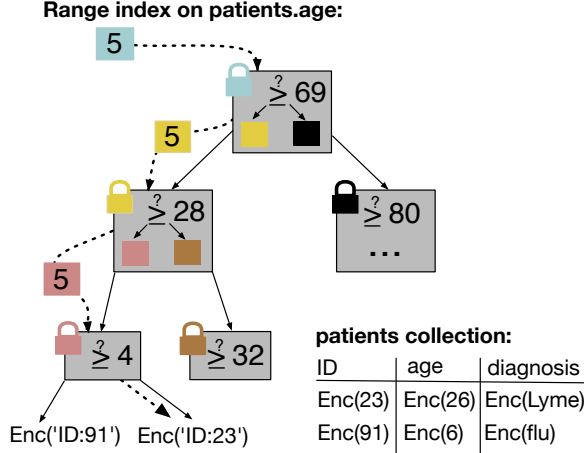 Range index on patients.age:
5
≥? 69
5
≥? 28
≥? 80
...
5
≥? 4
≥? 32
Enc('ID:91') Enc('ID:23')
patients collection:
ID age diagnosis
Enc(23) Enc(26) Enc(Lyme)
Enc(91) Enc(6) Enc(flu)